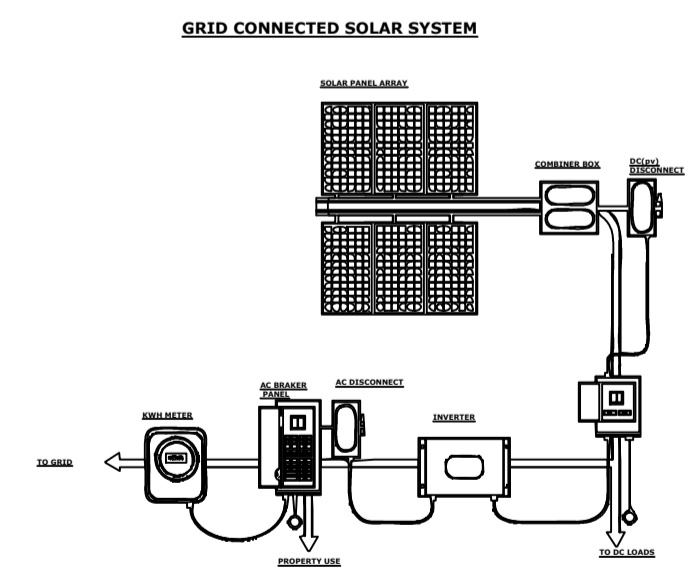 GRID CONNECTED SOLAR SYSTEM
SOLAR PANEL ARRAY
COMBINER BOX
DC(pv)
DISCONNECT
AC BRAKER
PANEL
AC DISCONNECT
KWH METER
INVERTER
TO GRID
PROPERTY USE
TO DC LOADS